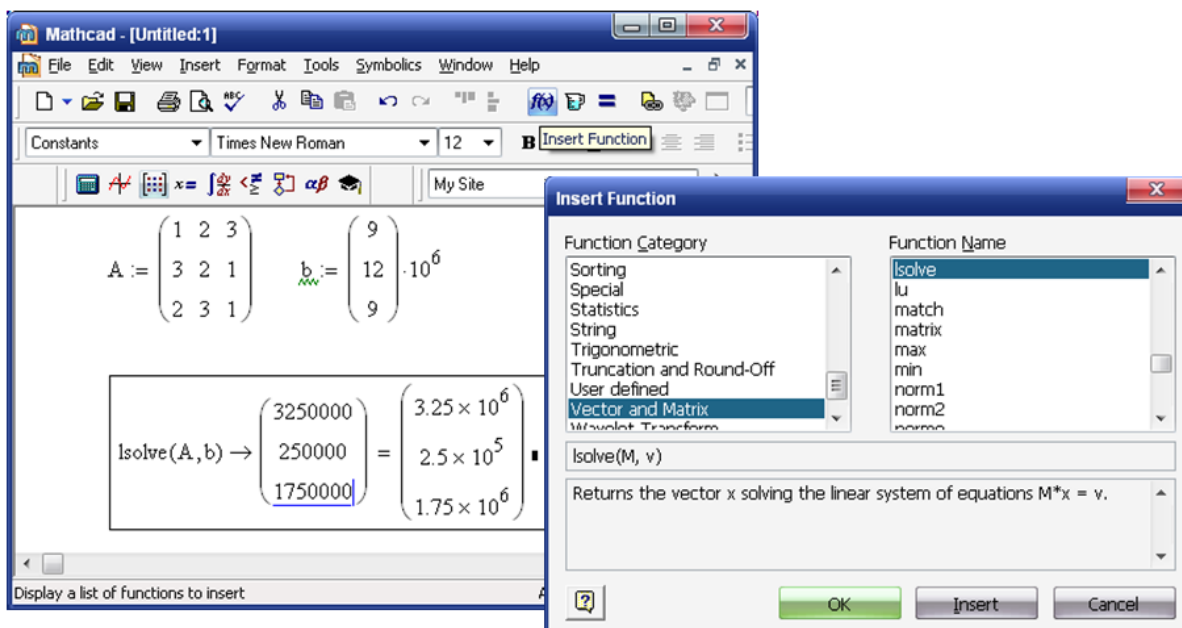 Mathcad - [Untitled:1]
File Edit View Insert Format Tools Symbolics Window Help
Constants Times New Roman 12 B
Insert Function
My Site
A := ( 1 2 3 3 2 1 2 3 1 ) b := ( 9 12 9 ) ·10^6
lsolve(A,b) → ( 3250000 250000 1750000 ) = ( 3.25 × 10^6 2.5 × 10^5 1.75 × 10^6 )
Display a list of functions to insert
Insert Function
Function Category
Sorting
Special
Statistics
String
Trigonometric
Truncation and Round-Off
User defined
Vector and Matrix
Wavelet Transform
Function Name
lsolve
lu
match
matrix
max
min
norm1
norm2
lsolve(M, v)
Returns the vector x solving the linear system of equations M*x = v.
OK Insert Cancel